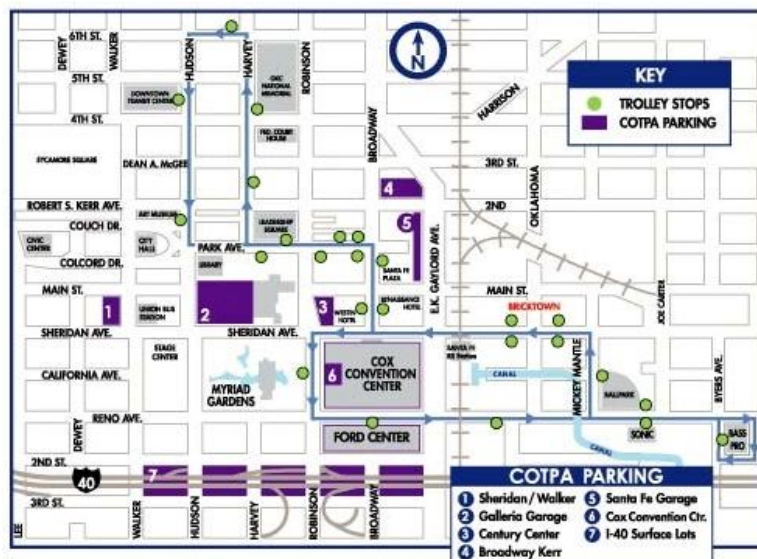 6TH ST.
DEWEY
WALKER
HUDSON
HARVEY
OKC
NATIONAL
MEMORIAL
ROBINSON
N
5TH ST.
DOWNTOWN
TRANSIT CENTER
KEY
TROLLEY STOPS
COTPA PARKING
HARRISON
4TH ST.
FED. COURT
HOUSE
BROADWAY
SYCAMORE SQUARE
DEAN A. McGEE
3RD ST.
4
ROBERT S. KERR AVE.
2ND
OKLAHOMA
ART MUSEUM
LEADERSHIP
SQUARE
5
COUCH DR.
CIVIC
CENTER
CITY
HALL
PARK AVE.
E.K. GAYLORD AVE.
COLCORD DR.
LIBRARY
SANTA FE
PLAZA
MAIN ST.
MAIN ST.
JOE CARTER
1
UNION BUS
STATION
2
3
WESTIN
HOTEL
RENAISSANCE
HOTEL
BRICKTOWN
SHERIDAN AVE.
SHERIDAN AVE.
STAGE
CENTER
SANTA FE
RR Station
MICKEY MANTLE
BYERS AVE.
CALIFORNIA AVE.
MYRIAD
GARDENS
6
COX
CONVENTION
CENTER
CANAL
BALLPARK
RENO AVE.
DEWEY
FORD CENTER
SONIC
BASS
PRO
CANAL
2ND ST.
40
7
3RD ST.
LEE
WALKER
HUDSON
HARVEY
ROBINSON
BROADWAY
COTPA PARKING
1 Sheridan / Walker
2 Galleria Garage
3 Century Center
4 Broadway Kerr
5 Santa Fe Garage
6 Cox Convention Ctr.
7 I-40 Surface Lots